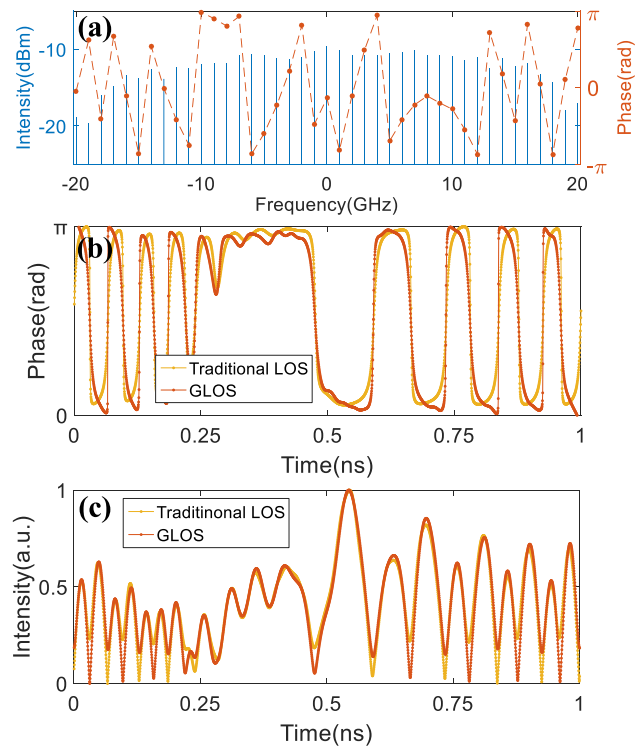 (a)
Intensity(dBm)
-10
-20
π
0
-π
Phase(rad)
-20
-10
0
10
20
Frequency(GHz)
(b)
Phase(rad)
π
0
Traditional LOS
GLOS
0
0.25
0.5
0.75
1
Time(ns)
(c)
Intensity(a.u.)
1
0.5
0
Traditinonal LOS
GLOS
0
0.25
0.5
0.75
1
Time(ns)